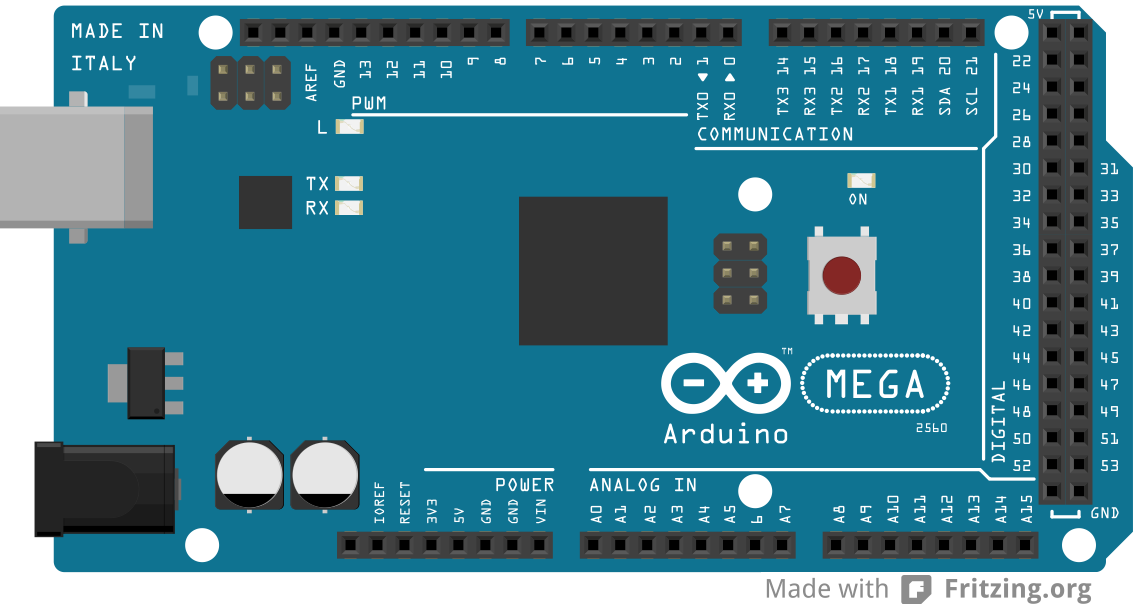 MADE IN
ITALY
AREF
GND
13
12
11
10
9
8
7
6
5
4
3
2
TX0 ◄ 1
RX0 ► 0
TX3 14
RX3 15
TX2 16
RX2 17
TX1 18
RX1 19
SDA 20
SCL 21
PWM
COMMUNICATION
L
TX
RX
ON
5V
22
24
26
28
30 31
32 33
34 35
36 37
38 39
40 41
42 43
44 45
46 47
48 49
50 51
52 53
GND
DIGITAL
TM
MEGA
2560
Arduino
POWER
ANALOG IN
IOREF
RESET
3V3
5V
GND
GND
VIN
A0
A1
A2
A3
A4
A5
6
A7
A8
A9
A10
A11
A12
A13
A14
A15
Made with Fritzing.org